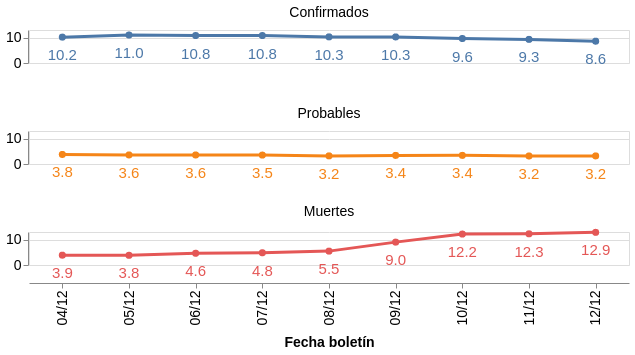 Confirmados
10
0
10.2 11.0 10.8 10.8 10.3 10.3 9.6 9.3 8.6
Probables
10
0
3.8 3.6 3.6 3.5 3.2 3.4 3.4 3.2 3.2
Muertes
10
0
3.9 3.8 4.6 4.8 5.5 9.0 12.2 12.3 12.9
04/12 05/12 06/12 07/12 08/12 09/12 10/12 11/12 12/12
Fecha boletín